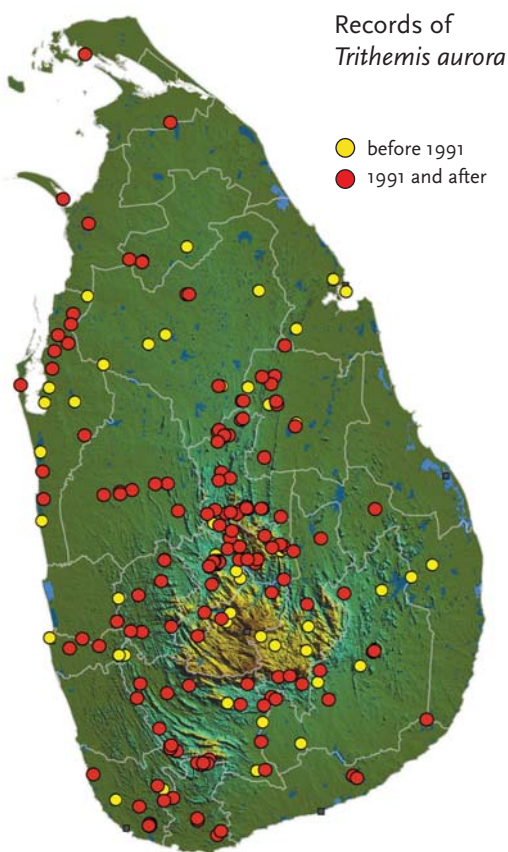 Records of
Trithemis aurora
before 1991
1991 and after